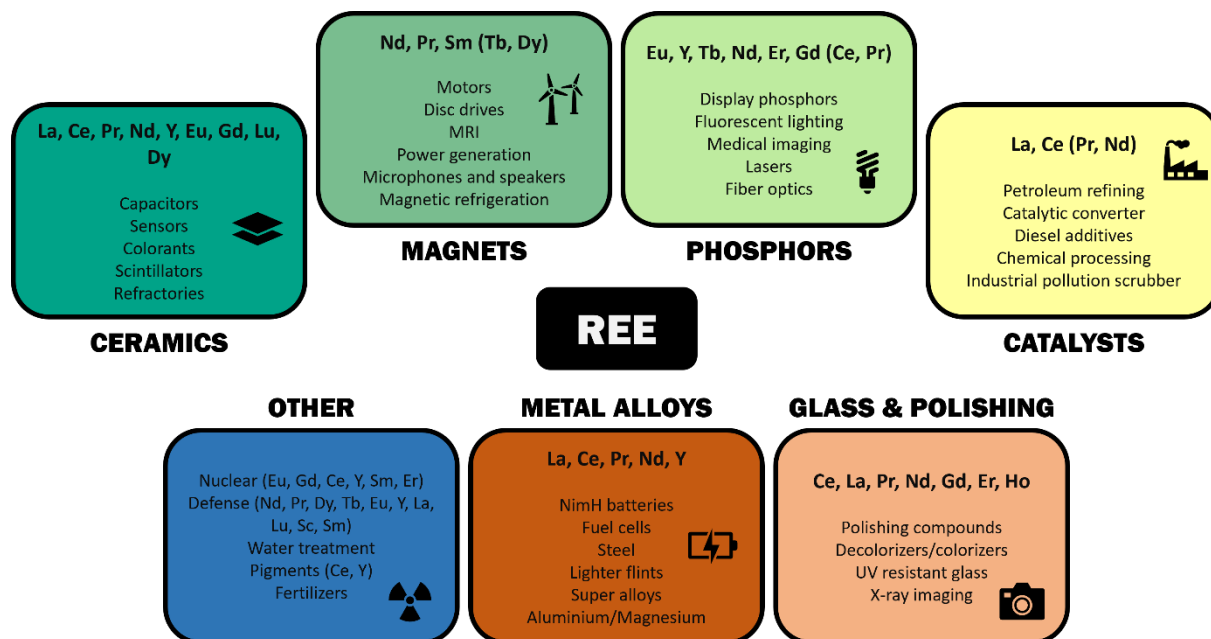 Nd, Pr, Sm (Tb, Dy)
Motors
Disc drives
MRI
Power generation
Microphones and speakers
Magnetic refrigeration
MAGNETS
Eu, Y, Tb, Nd, Er, Gd (Ce, Pr)
Display phosphors
Fluorescent lighting
Medical imaging
Lasers
Fiber optics
PHOSPHORS
La, Ce, Pr, Nd, Y, Eu, Gd, Lu,
Dy
Capacitors
Sensors
Colorants
Scintillators
Refractories
CERAMICS
La, Ce (Pr, Nd)
Petroleum refining
Catalytic converter
Diesel additives
Chemical processing
Industrial pollution scrubber
CATALYSTS
REE
OTHER
Nuclear (Eu, Gd, Ce, Y, Sm, Er)
Defense (Nd, Pr, Dy, Tb, Eu, Y, La,
Lu, Sc, Sm)
Water treatment
Pigments (Ce, Y)
Fertilizers
METAL ALLOYS
La, Ce, Pr, Nd, Y
NimH batteries
Fuel cells
Steel
Lighter flints
Super alloys
Aluminium/Magnesium
GLASS & POLISHING
Ce, La, Pr, Nd, Gd, Er, Ho
Polishing compounds
Decolorizers/colorizers
UV resistant glass
X-ray imaging